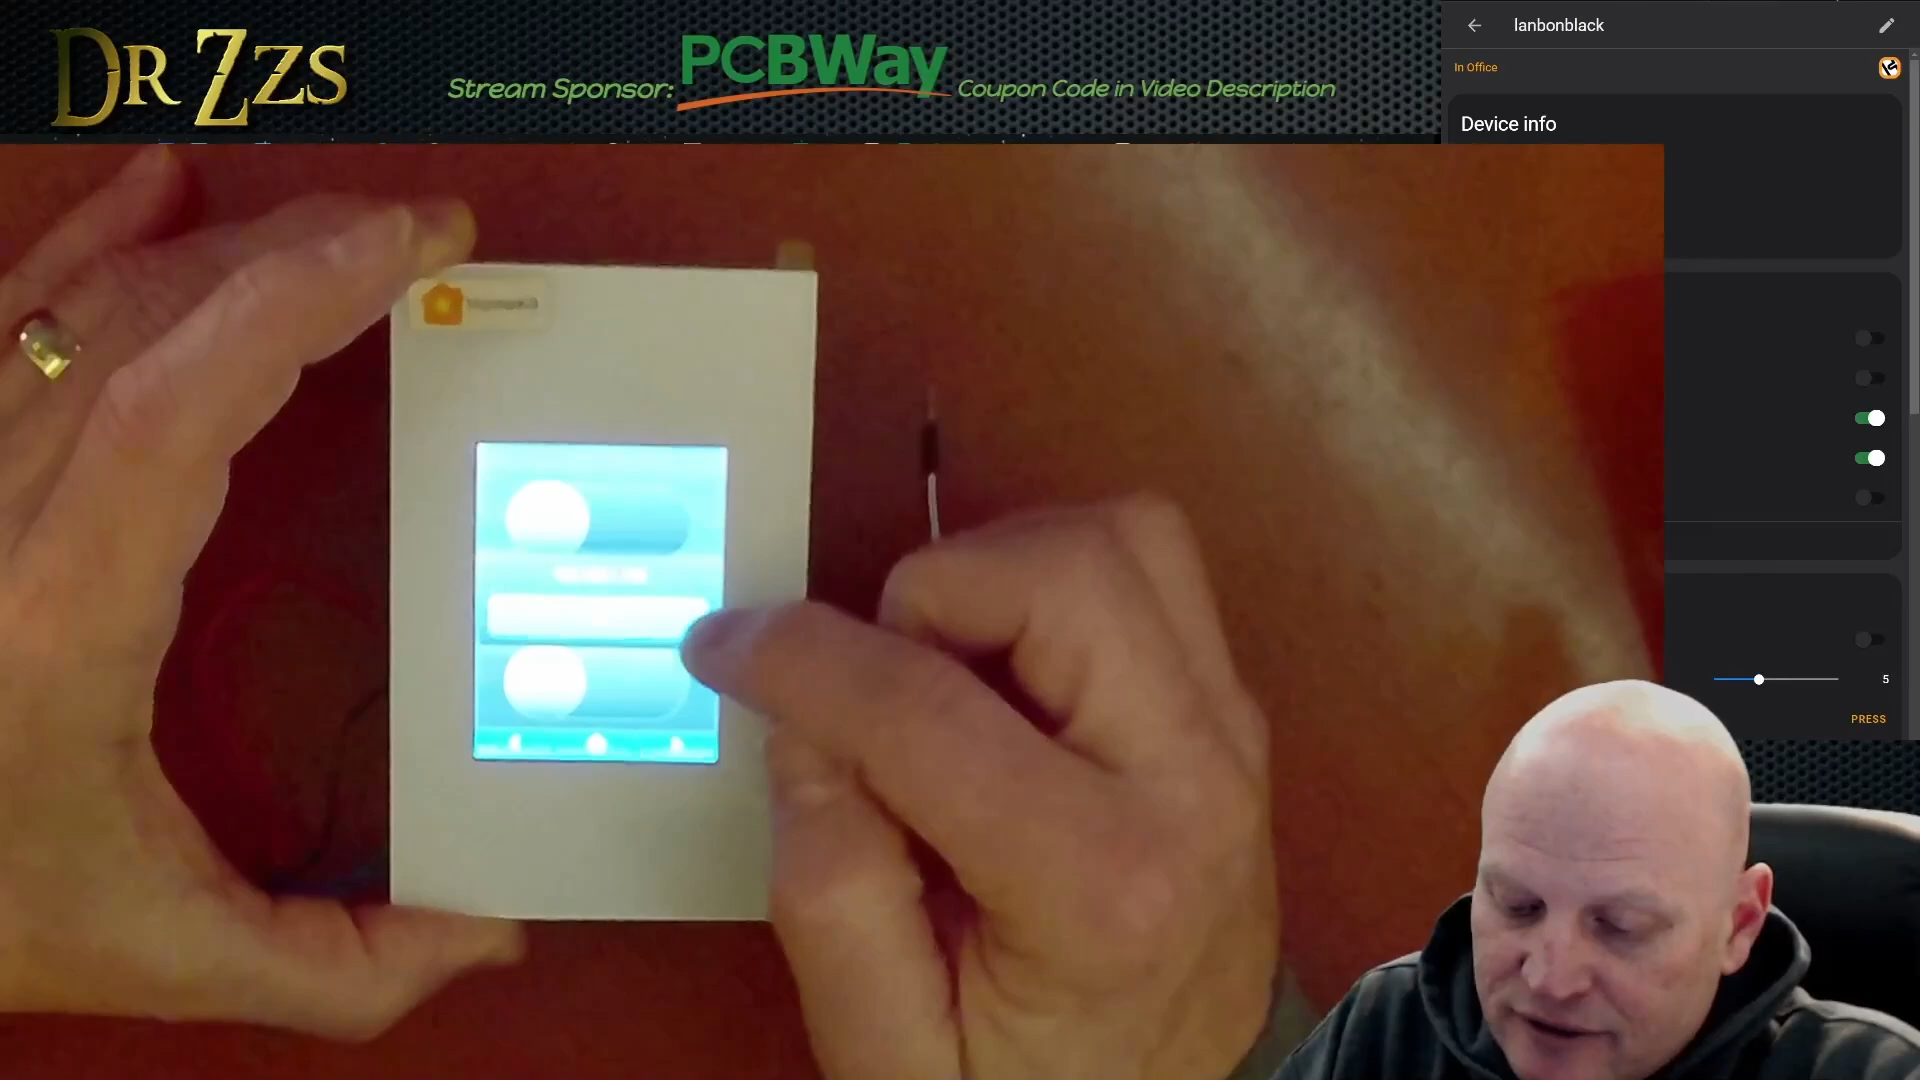 DR ZZS
Stream Sponsor: PCBWay Coupon Code in Video Description
lanbonblack
In Office
Device info
5
PRESS